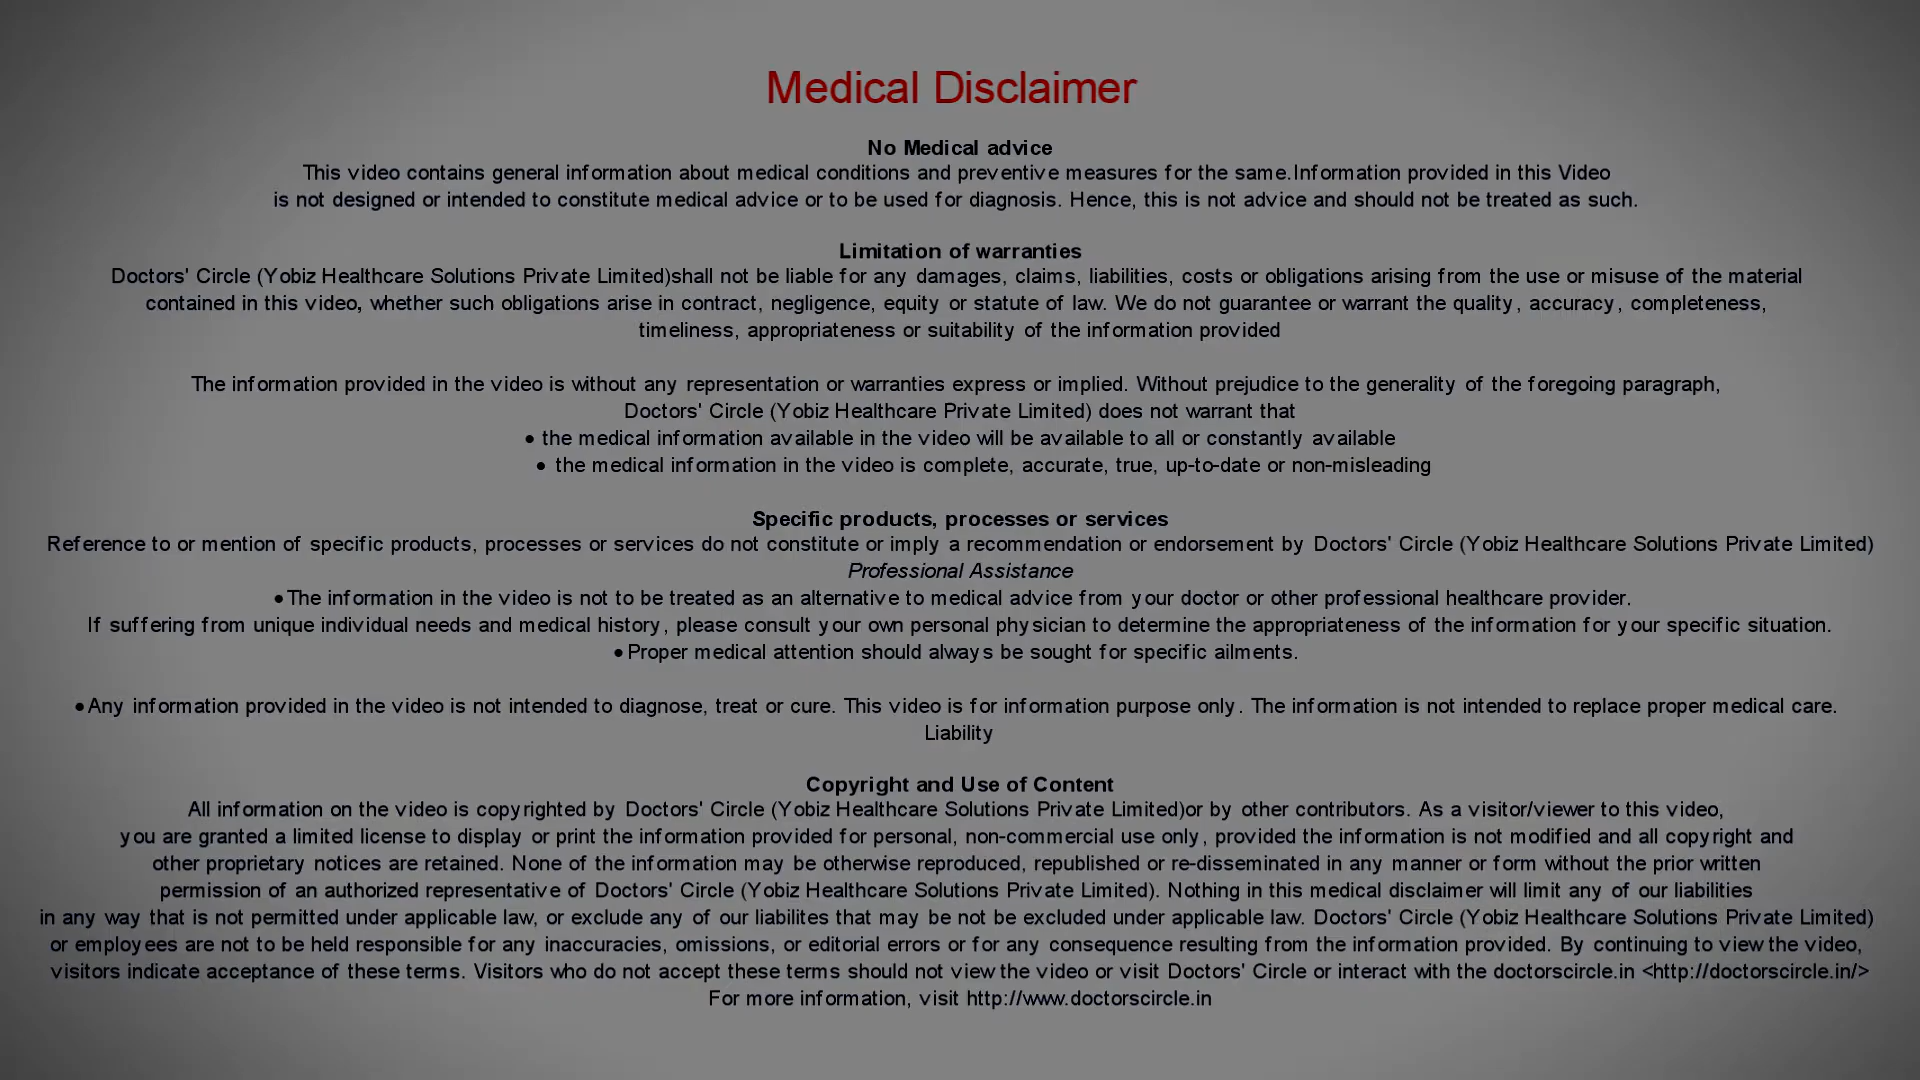 Medical Disclaimer
No Medical advice
This video contains general information about medical conditions and preventive measures for the same.Information provided in this Video
is not designed or intended to constitute medical advice or to be used for diagnosis. Hence, this is not advice and should not be treated as such.
Limitation of warranties
Doctors' Circle (Yobiz Healthcare Solutions Private Limited)shall not be liable for any damages, claims, liabilities, costs or obligations arising from the use or misuse of the material
contained in this video, whether such obligations arise in contract, negligence, equity or statute of law. We do not guarantee or warrant the quality, accuracy, completeness,
timeliness, appropriateness or suitability of the information provided
The information provided in the video is without any representation or warranties express or implied. Without prejudice to the generality of the foregoing paragraph,
Doctors' Circle (Yobiz Healthcare Private Limited) does not warrant that
• the medical information available in the video will be available to all or constantly available
• the medical information in the video is complete, accurate, true, up-to-date or non-misleading
Specific products, processes or services
Reference to or mention of specific products, processes or services do not constitute or imply a recommendation or endorsement by Doctors' Circle (Yobiz Healthcare Solutions Private Limited)
Professional Assistance
•The information in the video is not to be treated as an alternative to medical advice from your doctor or other professional healthcare provider.
If suffering from unique individual needs and medical history, please consult your own personal physician to determine the appropriateness of the information for your specific situation.
•Proper medical attention should always be sought for specific ailments.
•Any information provided in the video is not intended to diagnose, treat or cure. This video is for information purpose only. The information is not intended to replace proper medical care.
Liability
Copyright and Use of Content
All information on the video is copyrighted by Doctors' Circle (Yobiz Healthcare Solutions Private Limited)or by other contributors. As a visitor/viewer to this video,
you are granted a limited license to display or print the information provided for personal, non-commercial use only, provided the information is not modified and all copyright and
other proprietary notices are retained. None of the information may be otherwise reproduced, republished or re-disseminated in any manner or form without the prior written
permission of an authorized representative of Doctors' Circle (Yobiz Healthcare Solutions Private Limited). Nothing in this medical disclaimer will limit any of our liabilities
in any way that is not permitted under applicable law, or exclude any of our liabilites that may be not be excluded under applicable law. Doctors' Circle (Yobiz Healthcare Solutions Private Limited)
or employees are not to be held responsible for any inaccuracies, omissions, or editorial errors or for any consequence resulting from the information provided. By continuing to view the video,
visitors indicate acceptance of these terms. Visitors who do not accept these terms should not view the video or visit Doctors' Circle or interact with the doctorscircle.in <http://doctorscircle.in/>
For more information, visit http://www.doctorscircle.in